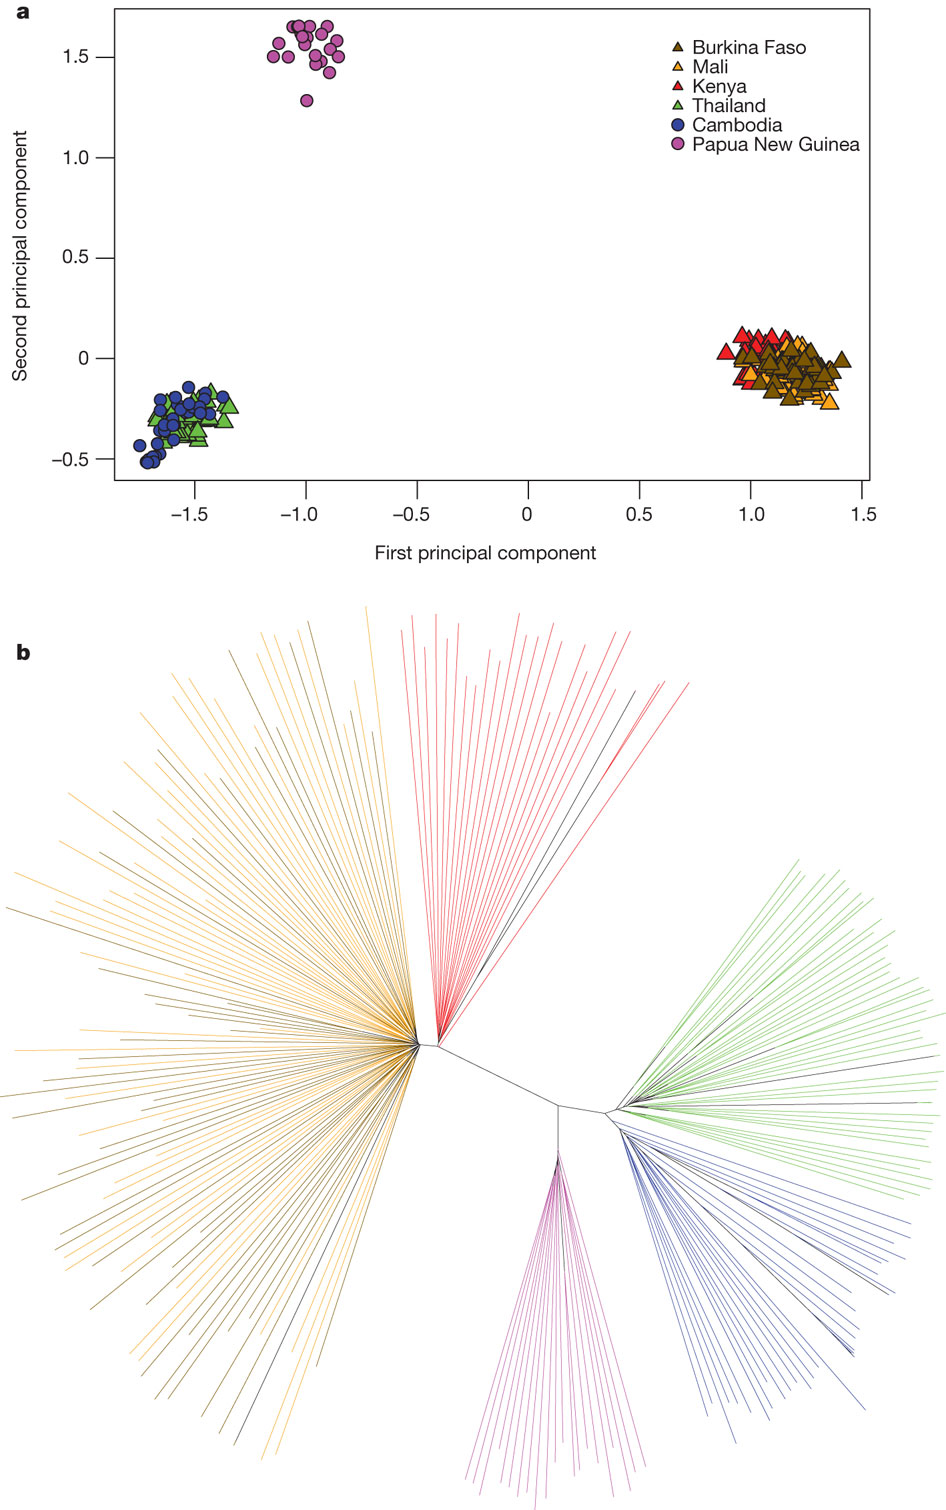 a
Burkina Faso
Mali
Kenya
Thailand
Cambodia
Papua New Guinea
1.5
1.0
0.5
0
−0.5
Second principal component
−1.5
−1.0
−0.5
0
0.5
1.0
1.5
First principal component
b